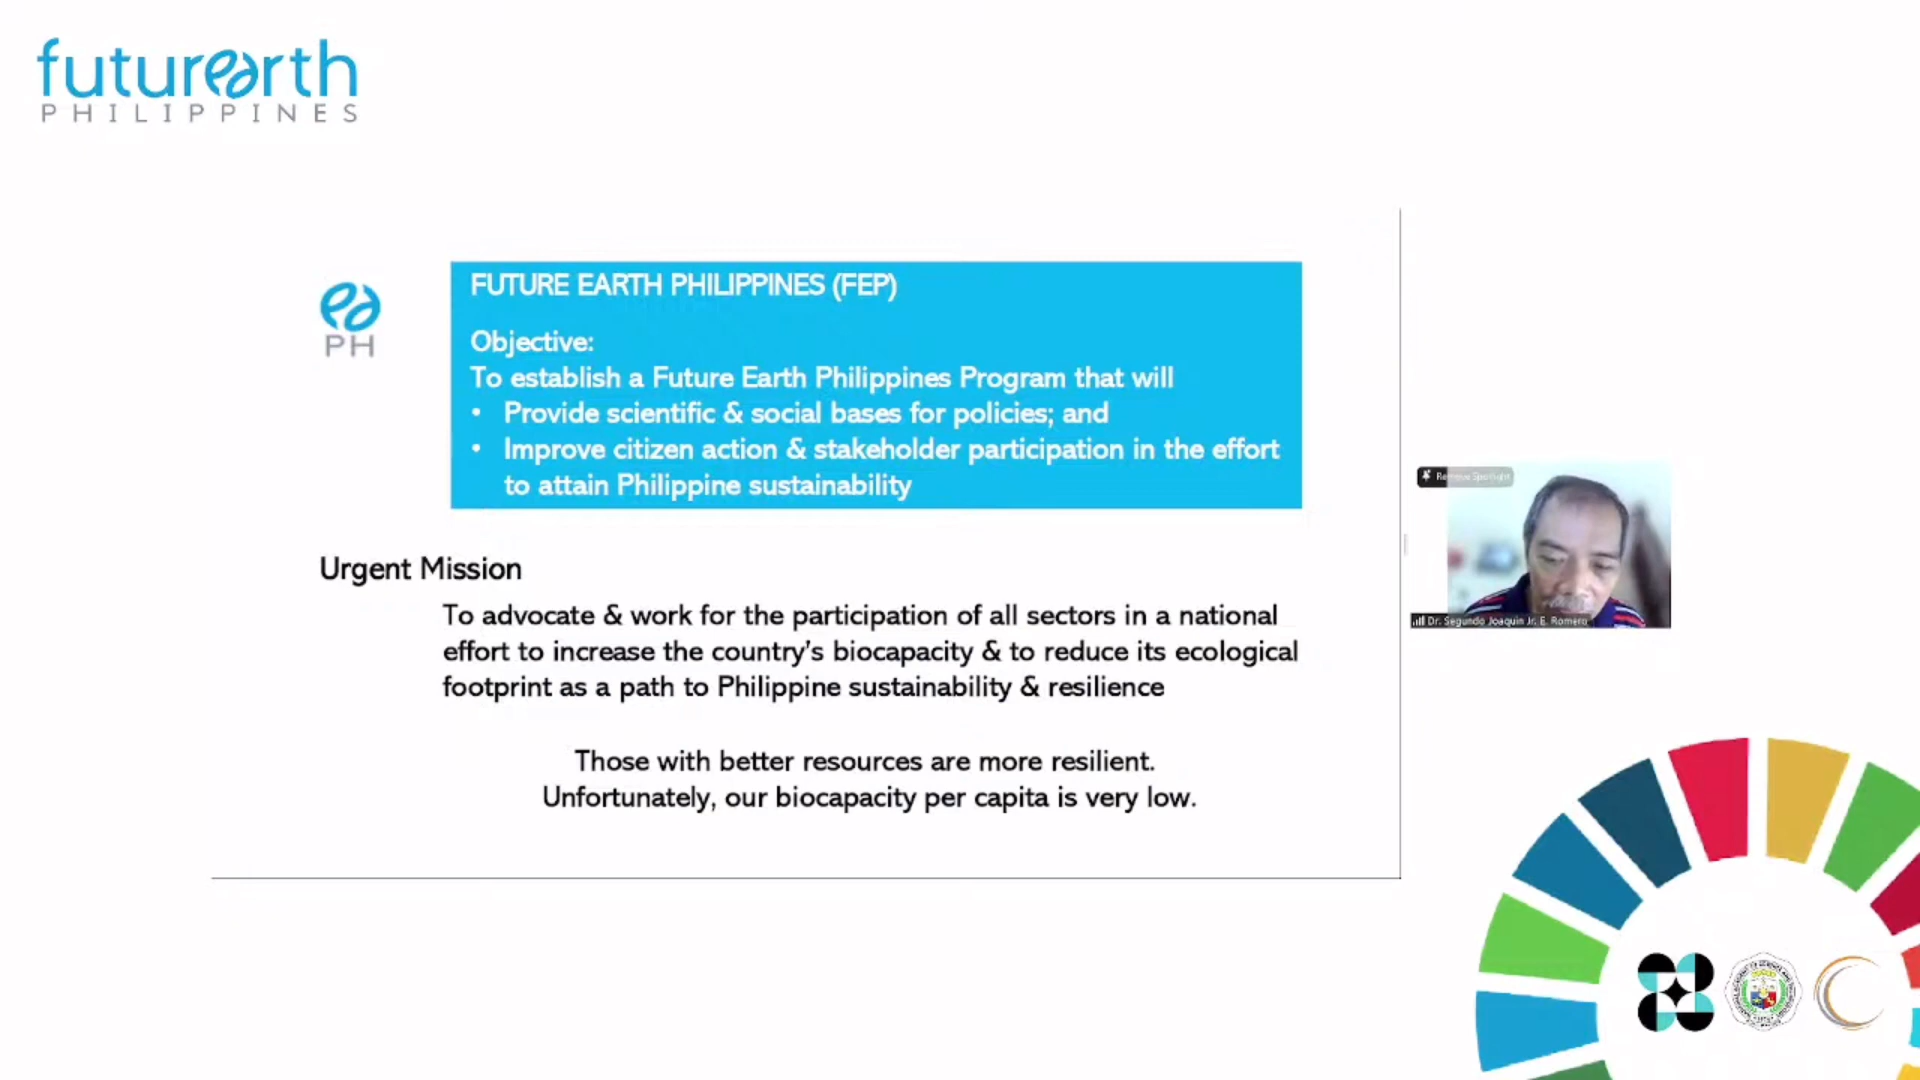 futurearth
PHILIPPINES
PH
FUTURE EARTH PHILIPPINES (FEP)
Objective:
To establish a Future Earth Philippines Program that will
• Provide scientific & social bases for policies; and
• Improve citizen action & stakeholder participation in the effort
to attain Philippine sustainability
Urgent Mission
To advocate & work for the participation of all sectors in a national
effort to increase the country's biocapacity & to reduce its ecological
footprint as a path to Philippine sustainability & resilience
Those with better resources are more resilient.
Unfortunately, our biocapacity per capita is very low.
Remove Spotlight
Dr. Segundo Joaquin Jr. E. Romero